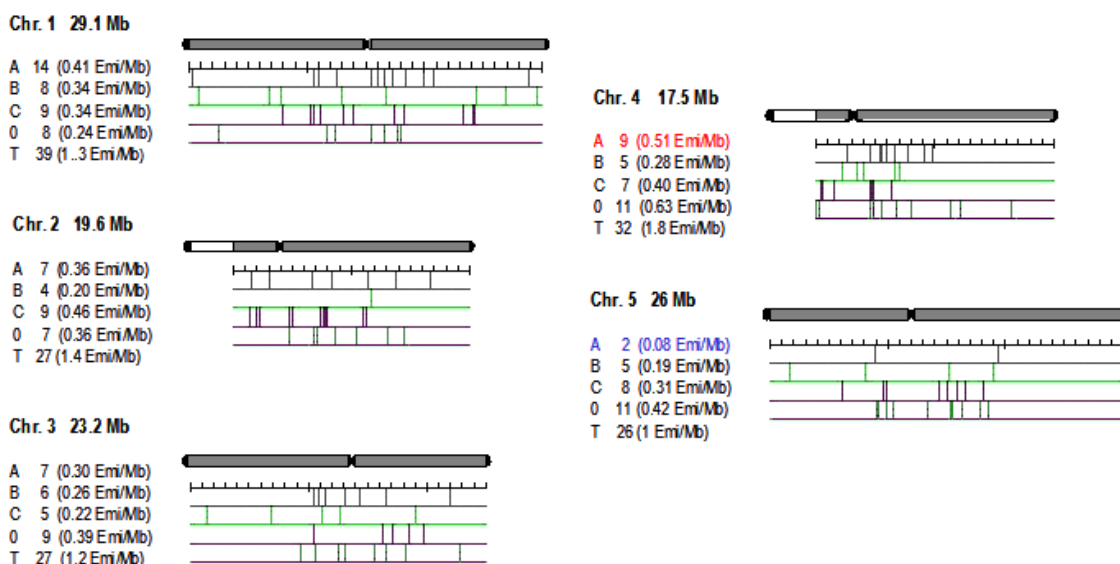 Chr. 1 29.1 Mb
A 14 (0.41 Emi/Mb)
B 8 (0.34 Emi/Mb)
C 9 (0.34 Emi/Mb)
0 8 (0.24 Emi/Mb)
T 39 (1..3 Emi/Mb)
Chr. 2 19.6 Mb
A 7 (0.36 Emi/Mb)
B 4 (0.20 Emi/Mb)
C 9 (0.46 Emi/Mb)
0 7 (0.36 Emi/Mb)
T 27 (1.4 Emi/Mb)
Chr. 3 23.2 Mb
A 7 (0.30 Emi/Mb)
B 6 (0.26 Emi/Mb)
C 5 (0.22 Emi/Mb)
0 9 (0.39 Emi/Mb)
T 27 (1.2 Emi/Mb)
Chr. 4 17.5 Mb
A 9 (0.51 Emi/Mb)
B 5 (0.28 Emi/Mb)
C 7 (0.40 Emi/Mb)
0 11 (0.63 Emi/Mb)
T 32 (1.8 Emi/Mb)
Chr. 5 26 Mb
A 2 (0.08 Emi/Mb)
B 5 (0.19 Emi/Mb)
C 8 (0.31 Emi/Mb)
0 11 (0.42 Emi/Mb)
T 26 (1 Emi/Mb)